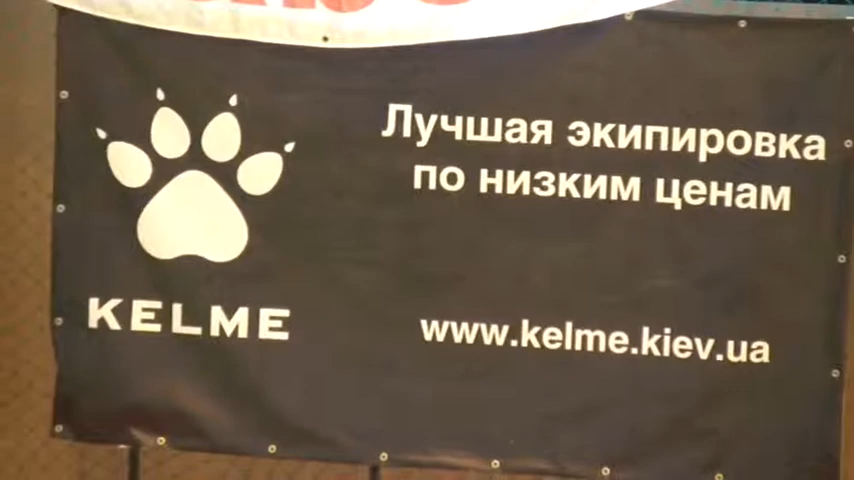 Лучшая экипировка
по низким ценам
KELME
www.kelme.kiev.ua